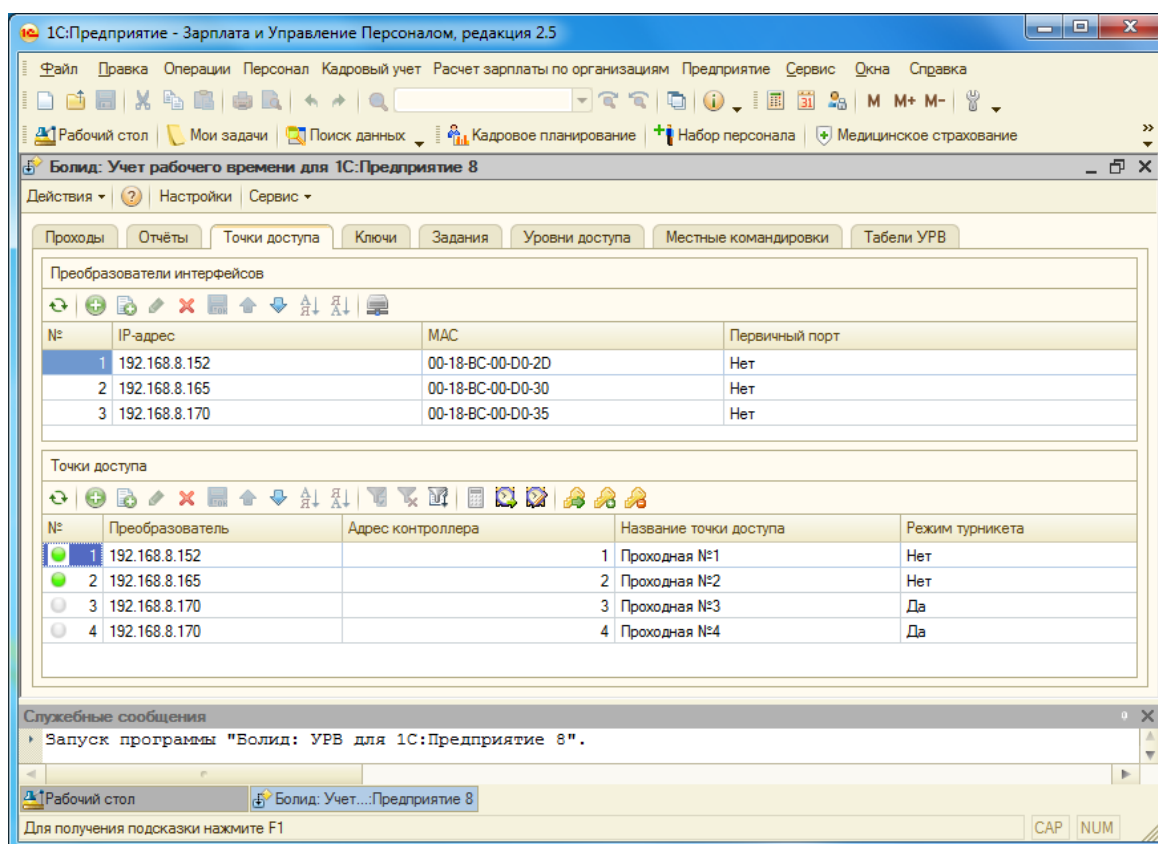 1С:Предприятие - Зарплата и Управление Персоналом, редакция 2.5
Файл Правка Операции Персонал Кадровый учет Расчет зарплаты по организациям Предприятие Сервис Окна Справка
M M+ M-
Рабочий стол Мои задачи Поиск данных Кадровое планирование Набор персонала Медицинское страхование
Болид: Учет рабочего времени для 1С:Предприятие 8
Действия Настройки Сервис
Проходы Отчёты Точки доступа Ключи Задания Уровни доступа Местные командировки Табели УРВ
Преобразователи интерфейсов
№ IP-адрес MAC Первичный порт
1 192.168.8.152 00-18-BC-00-D0-2D Нет
2 192.168.8.165 00-18-BC-00-D0-30 Нет
3 192.168.8.170 00-18-BC-00-D0-35 Нет
Точки доступа
№ Преобразователь Адрес контроллера Название точки доступа Режим турникета
1 192.168.8.152 1 Проходная №1 Нет
2 192.168.8.165 2 Проходная №2 Нет
3 192.168.8.170 3 Проходная №3 Да
4 192.168.8.170 4 Проходная №4 Да
Служебные сообщения
Запуск программы "Болид: УРВ для 1С:Предприятие 8".
Рабочий стол Болид: Учет...:Предприятие 8
Для получения подсказки нажмите F1 CAP NUM